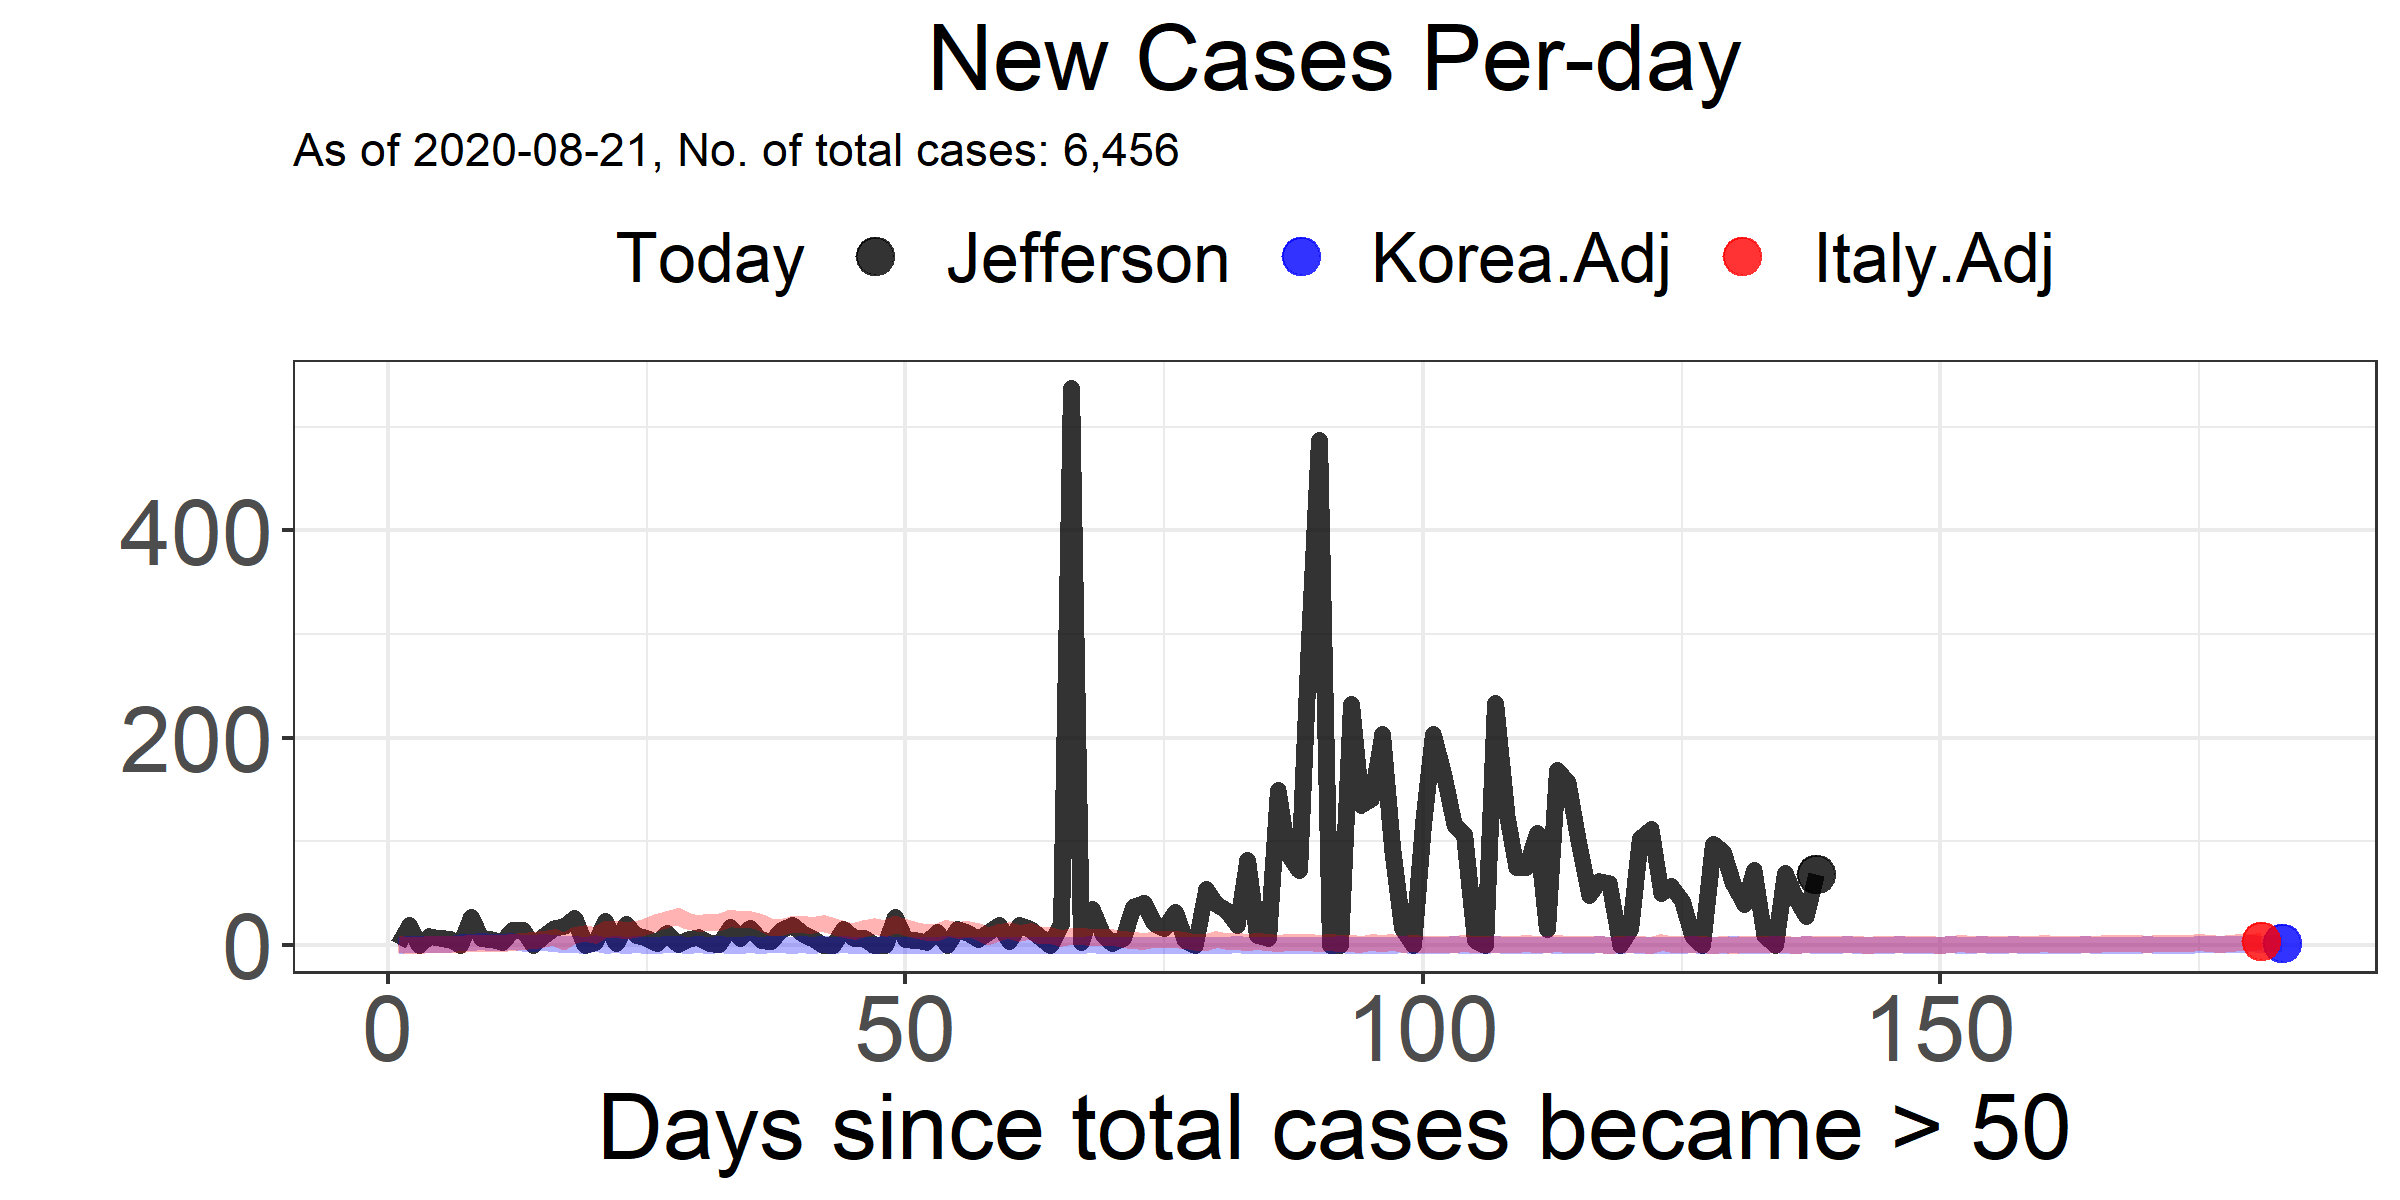 New Cases Per-day
As of 2020-08-21, No. of total cases: 6,456
Today Jefferson Korea.Adj Italy.Adj
400
200
0
0 50 100 150
Days since total cases became > 50